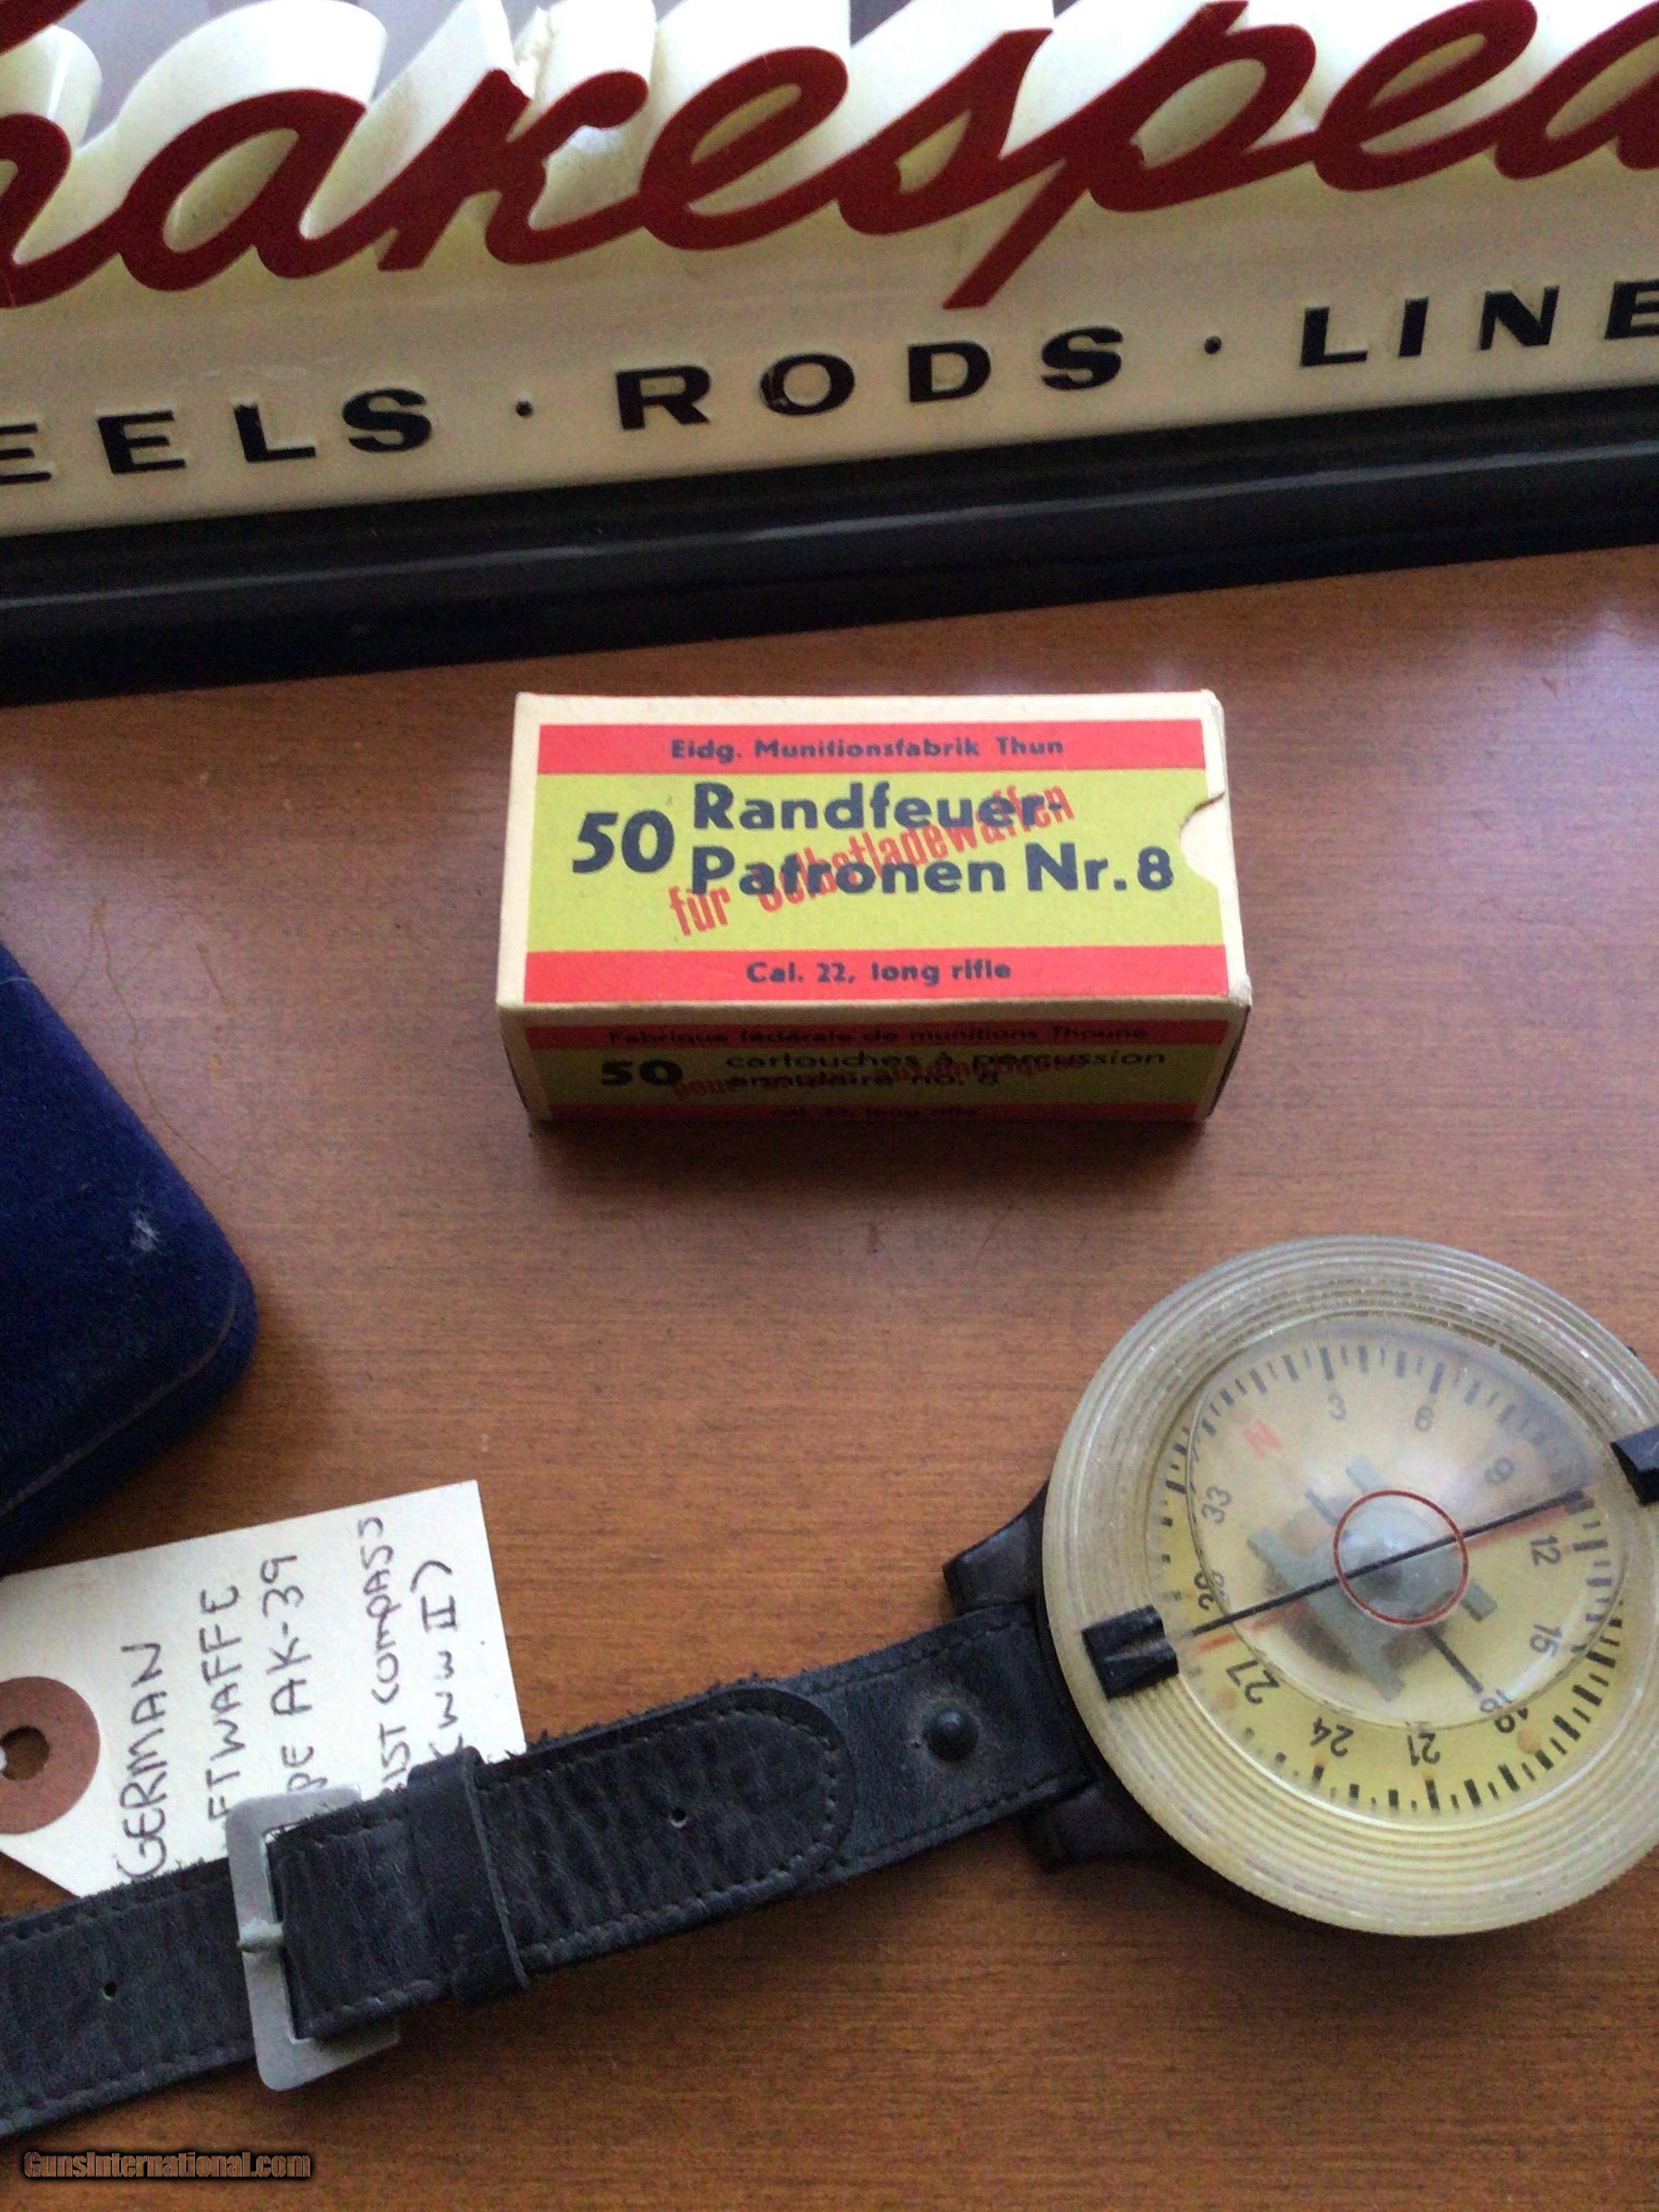 hakespea
EELS · RODS · LINE
Eidg. Munitionsfabrik Thun
50 Randfeuer-
Patronen Nr. 8
für Selbstladewaffen
Cal. 22, long rifle
Fabrique fédérale de munitions Thoune
50 cartouches à percussion
annulaire no. 8
pour
cal. 22, long rifle
N 3 6 9 12 15 18 21 24 27 30 33
GERMAN
FTWAFFE
PE AK-39
IST COMPASS
WW II)
GunsInternational.com